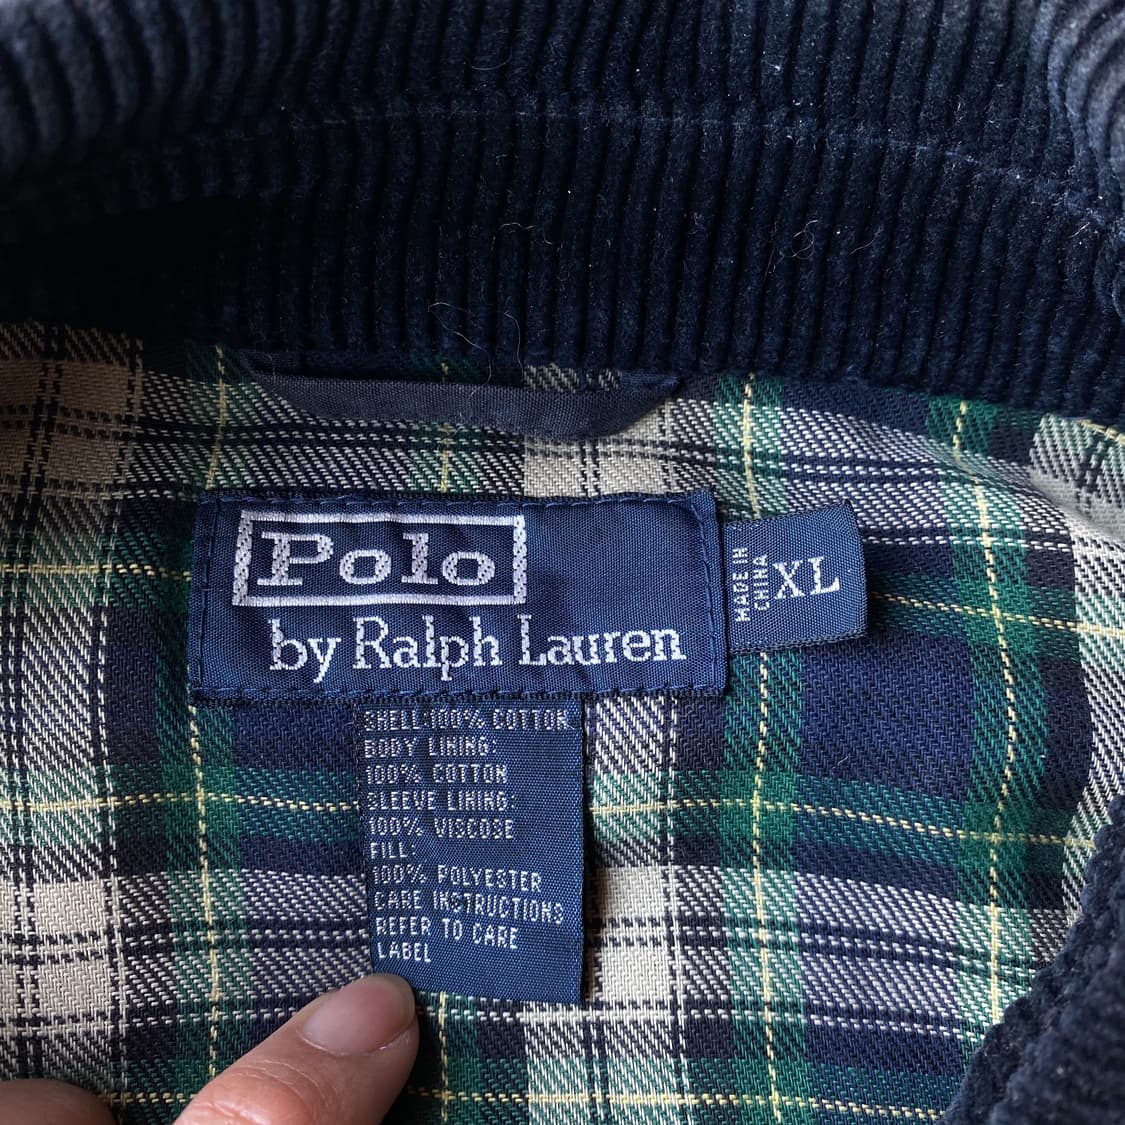 Polo
by Ralph Lauren
MADE IN
CHINA
XL
SHELL:100% COTTON
BODY LINING:
100% COTTON
SLEEVE LINING:
100% VISCOSE
FILL:
100% POLYESTER
CARE INSTRUCTIONS
REFER TO CARE
LABEL